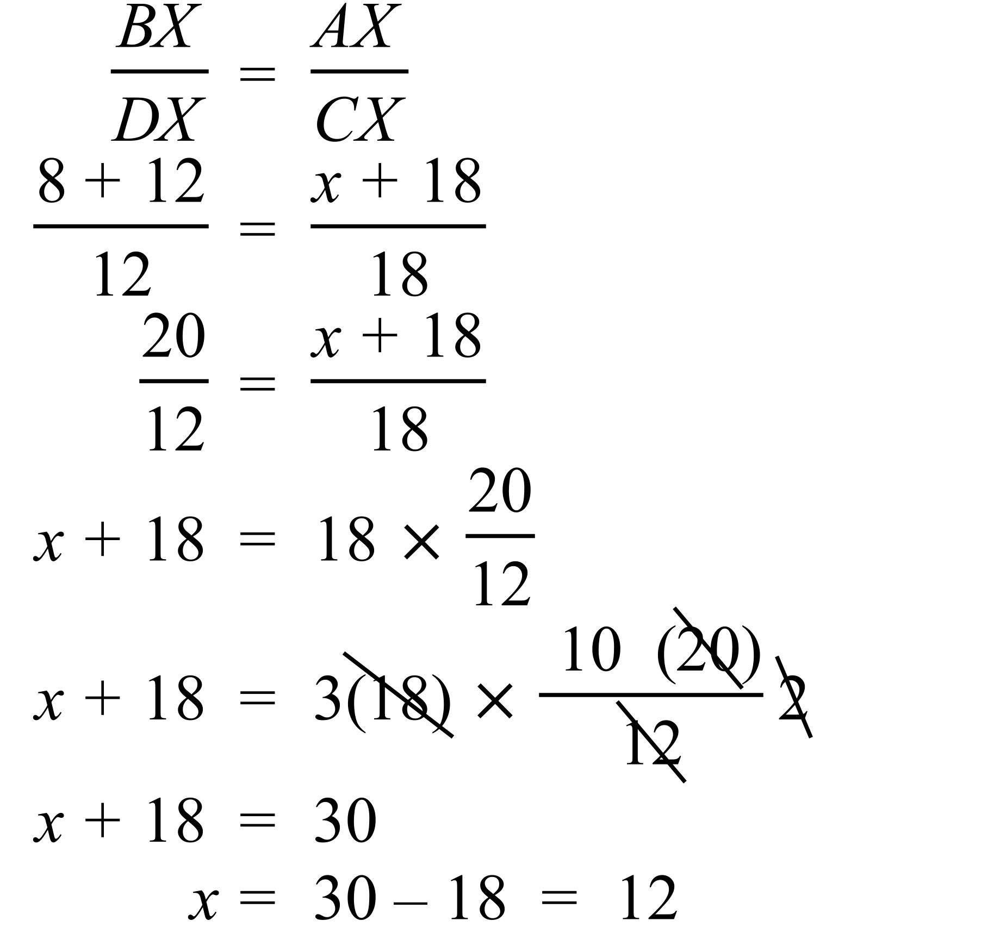 BX/DX = AX/CX
8 + 12/12 = x + 18/18
20/12 = x + 18/18
x + 18 = 18 × 20/12
x + 18 = 3(18) × 10 (20)/12 2
x + 18 = 30
x = 30 – 18 = 12